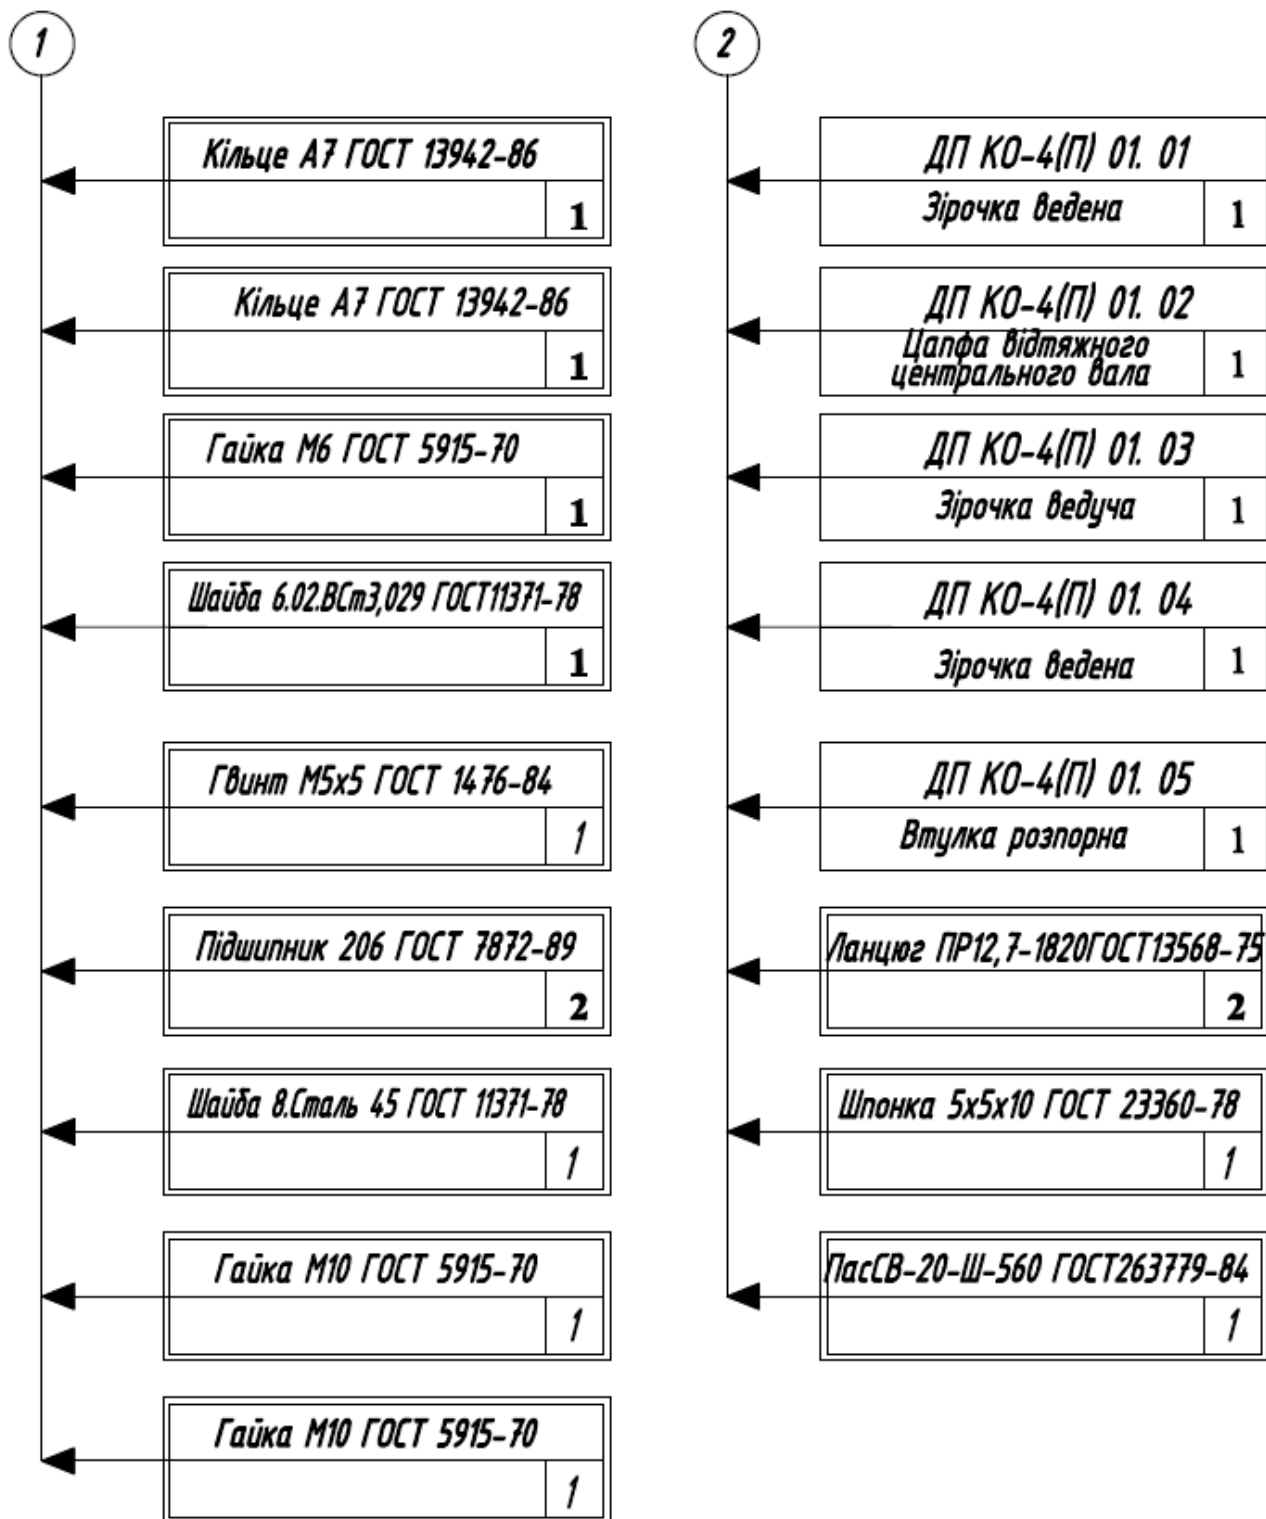 1
Кільце А7 ГОСТ 13942-86
1
Кільце А7 ГОСТ 13942-86
1
Гайка М6 ГОСТ 5915-70
1
Шайба 6.02.ВСт3,029 ГОСТ11371-78
1
Гвинт М5х5 ГОСТ 1476-84
1
Підшипник 206 ГОСТ 7872-89
2
Шайба 8.Сталь 45 ГОСТ 11371-78
1
Гайка М10 ГОСТ 5915-70
1
Гайка М10 ГОСТ 5915-70
1
2
ДП КО-4(П) 01. 01
Зірочка ведена
1
ДП КО-4(П) 01. 02
Цапфа відтяжного
центрального вала
1
ДП КО-4(П) 01. 03
Зірочка ведуча
1
ДП КО-4(П) 01. 04
Зірочка ведена
1
ДП КО-4(П) 01. 05
Втулка розпорна
1
Ланцюг ПР12,7-1820ГОСТ13568-75
2
Шпонка 5х5х10 ГОСТ 23360-78
1
ПасСВ-20-Ш-560 ГОСТ263779-84
1